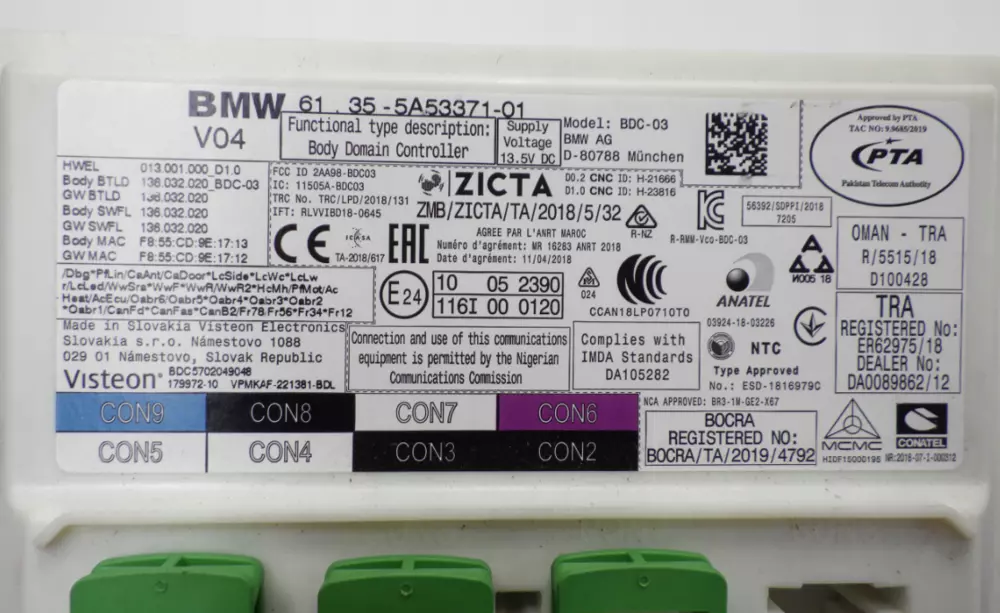 BMW 61 . 35 - 5A53371-01
V04
Functional type description:
Body Domain Controller
Supply
Voltage
13.5V DC
Model: BDC-03
BMW AG
D-80788 München
HWEL 013.001.000_D1.0
Body BTLD 136.032.020_BDC-03
GW BTLD 136.032.020
Body SWFL 136.032.020
GW SWFL 136.032.020
Body MAC F8:55:CD:9E:17:13
GW MAC F8:55:CD:9E:17:12
FCC ID 2AA98-BDC03
IC: 11505A-BDC03
TRC No. TRC/LPD/2018/131
IFT: RLVVIBD18-0645
ZICTA
ZMB/ZICTA/TA/2018/5/32
D0.2 CNC ID: H-21666
D1.0 CNC ID: H-23816
R-NZ
KC
R-RMM-Vco-BDC-03
56392/SDPPI/2018
7205
Approved by PTA
TAC NO: 9.9685/2019
PTA
Pakistan Telecom Authority
CE
ICASA
TA-2018/617
EAC
AGREE PAR L'ANRT MAROC
Numéro d'agrément: MR 16283 ANRT 2018
Date d'agrément: 11/04/2018
OMAN - TRA
R/5515/18
D100428
/Dbg*PfLin/CaAnt/CaDoor*LcSide*LcWc*LcLw
r/LcLed/WwSra*WwF*WwR/WwR2*HcMh/PfMot/Ac
Heat/AcEcu/Oabr6/Oabr5*Oabr4*Oabr3*Oabr2
*Oabr1/CanFd*CanFas*CanB2/Fr78/Fr56*Fr34*Fr12
E24
10 05 2390
116I 00 0120
024
CCAN18LP0710T0
ANATEL
03924-18-03226
TRA
REGISTERED No:
ER62975/18
DEALER No:
DA0089862/12
Made in Slovakia Visteon Electronics
Slovakia s.r.o. Námestovo 1088
029 01 Námestovo, Slovak Republic
BDC5702049048
Visteon® 179972-10 VPMKAF-221381-BDL
Connection and use of this communications
equipment is permitted by the Nigerian
Communications Commission
Complies with
IMDA Standards
DA105282
NTC
Type Approved
No.: ESD-1816979C
NCA APPROVED: BR3-1M-GE2-X67
CON9 CON8 CON7 CON6
CON5 CON4 CON3 CON2
BOCRA
REGISTERED NO:
BOCRA/TA/2019/4792
MCMC
HIDF15000195
CONATEL
NR:2018-07-I-000312